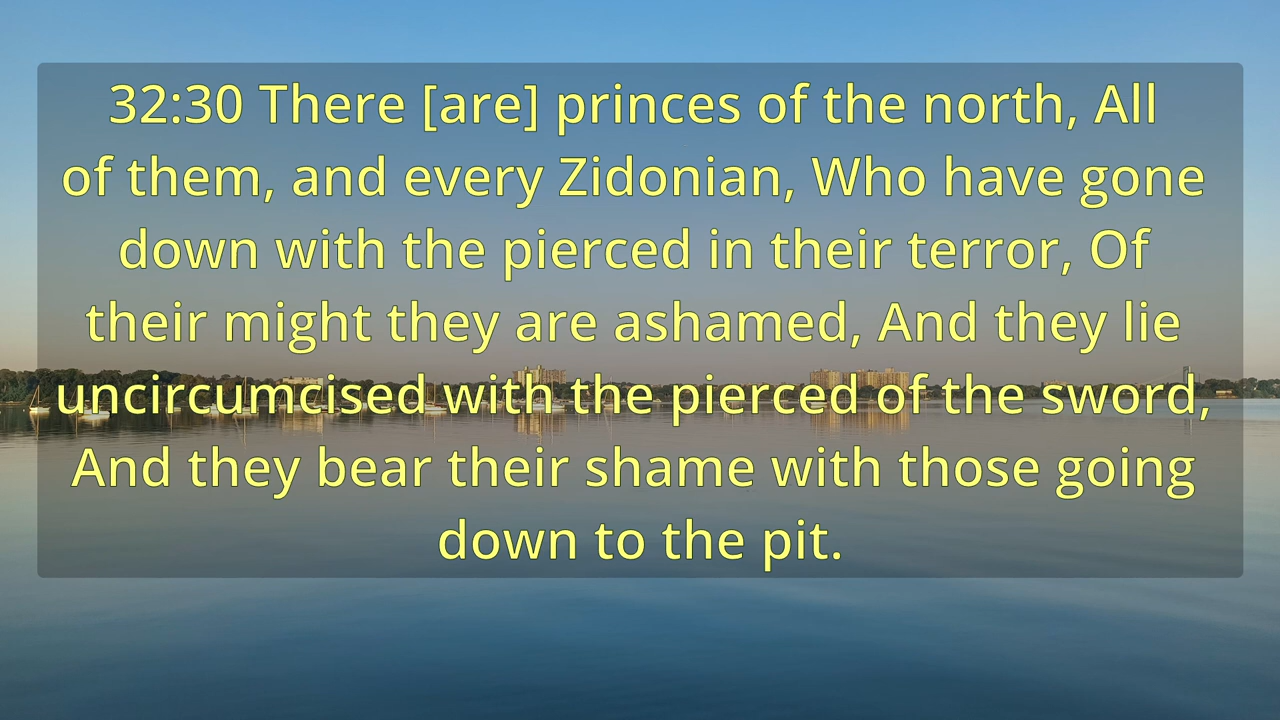 32:30 There [are] princes of the north, All
of them, and every Zidonian, Who have gone
down with the pierced in their terror, Of
their might they are ashamed, And they lie
uncircumcised with the pierced of the sword,
And they bear their shame with those going
down to the pit.